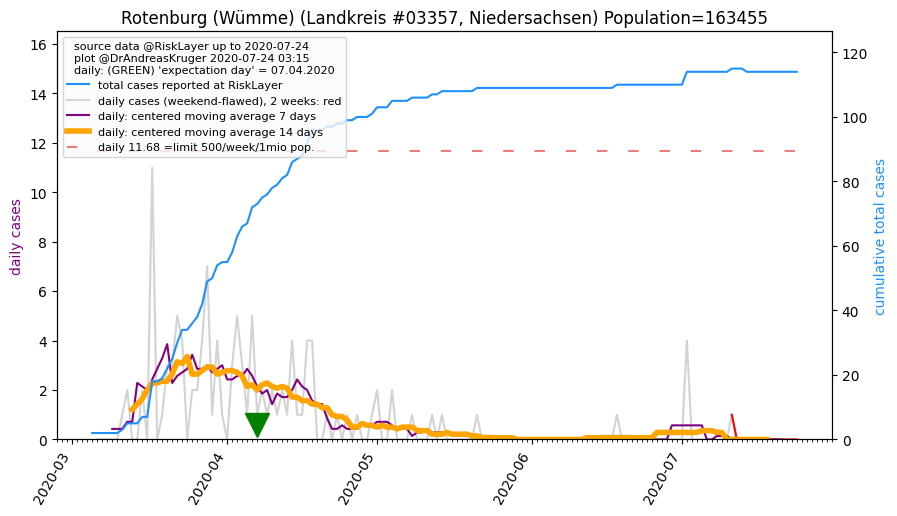 Rotenburg (Wümme) (Landkreis #03357, Niedersachsen) Population=163455
source data @RiskLayer up to 2020-07-24
plot @DrAndreasKruger 2020-07-24 03:15
daily: (GREEN) 'expectation day' = 07.04.2020
total cases reported at RiskLayer
daily cases (weekend-flawed), 2 weeks: red
daily: centered moving average 7 days
daily: centered moving average 14 days
daily 11.68 =limit 500/week/1mio pop.
daily cases
16
14
12
10
8
6
4
2
0
120
100
80
60
40
20
0
cumulative total cases
2020-03
2020-04
2020-05
2020-06
2020-07